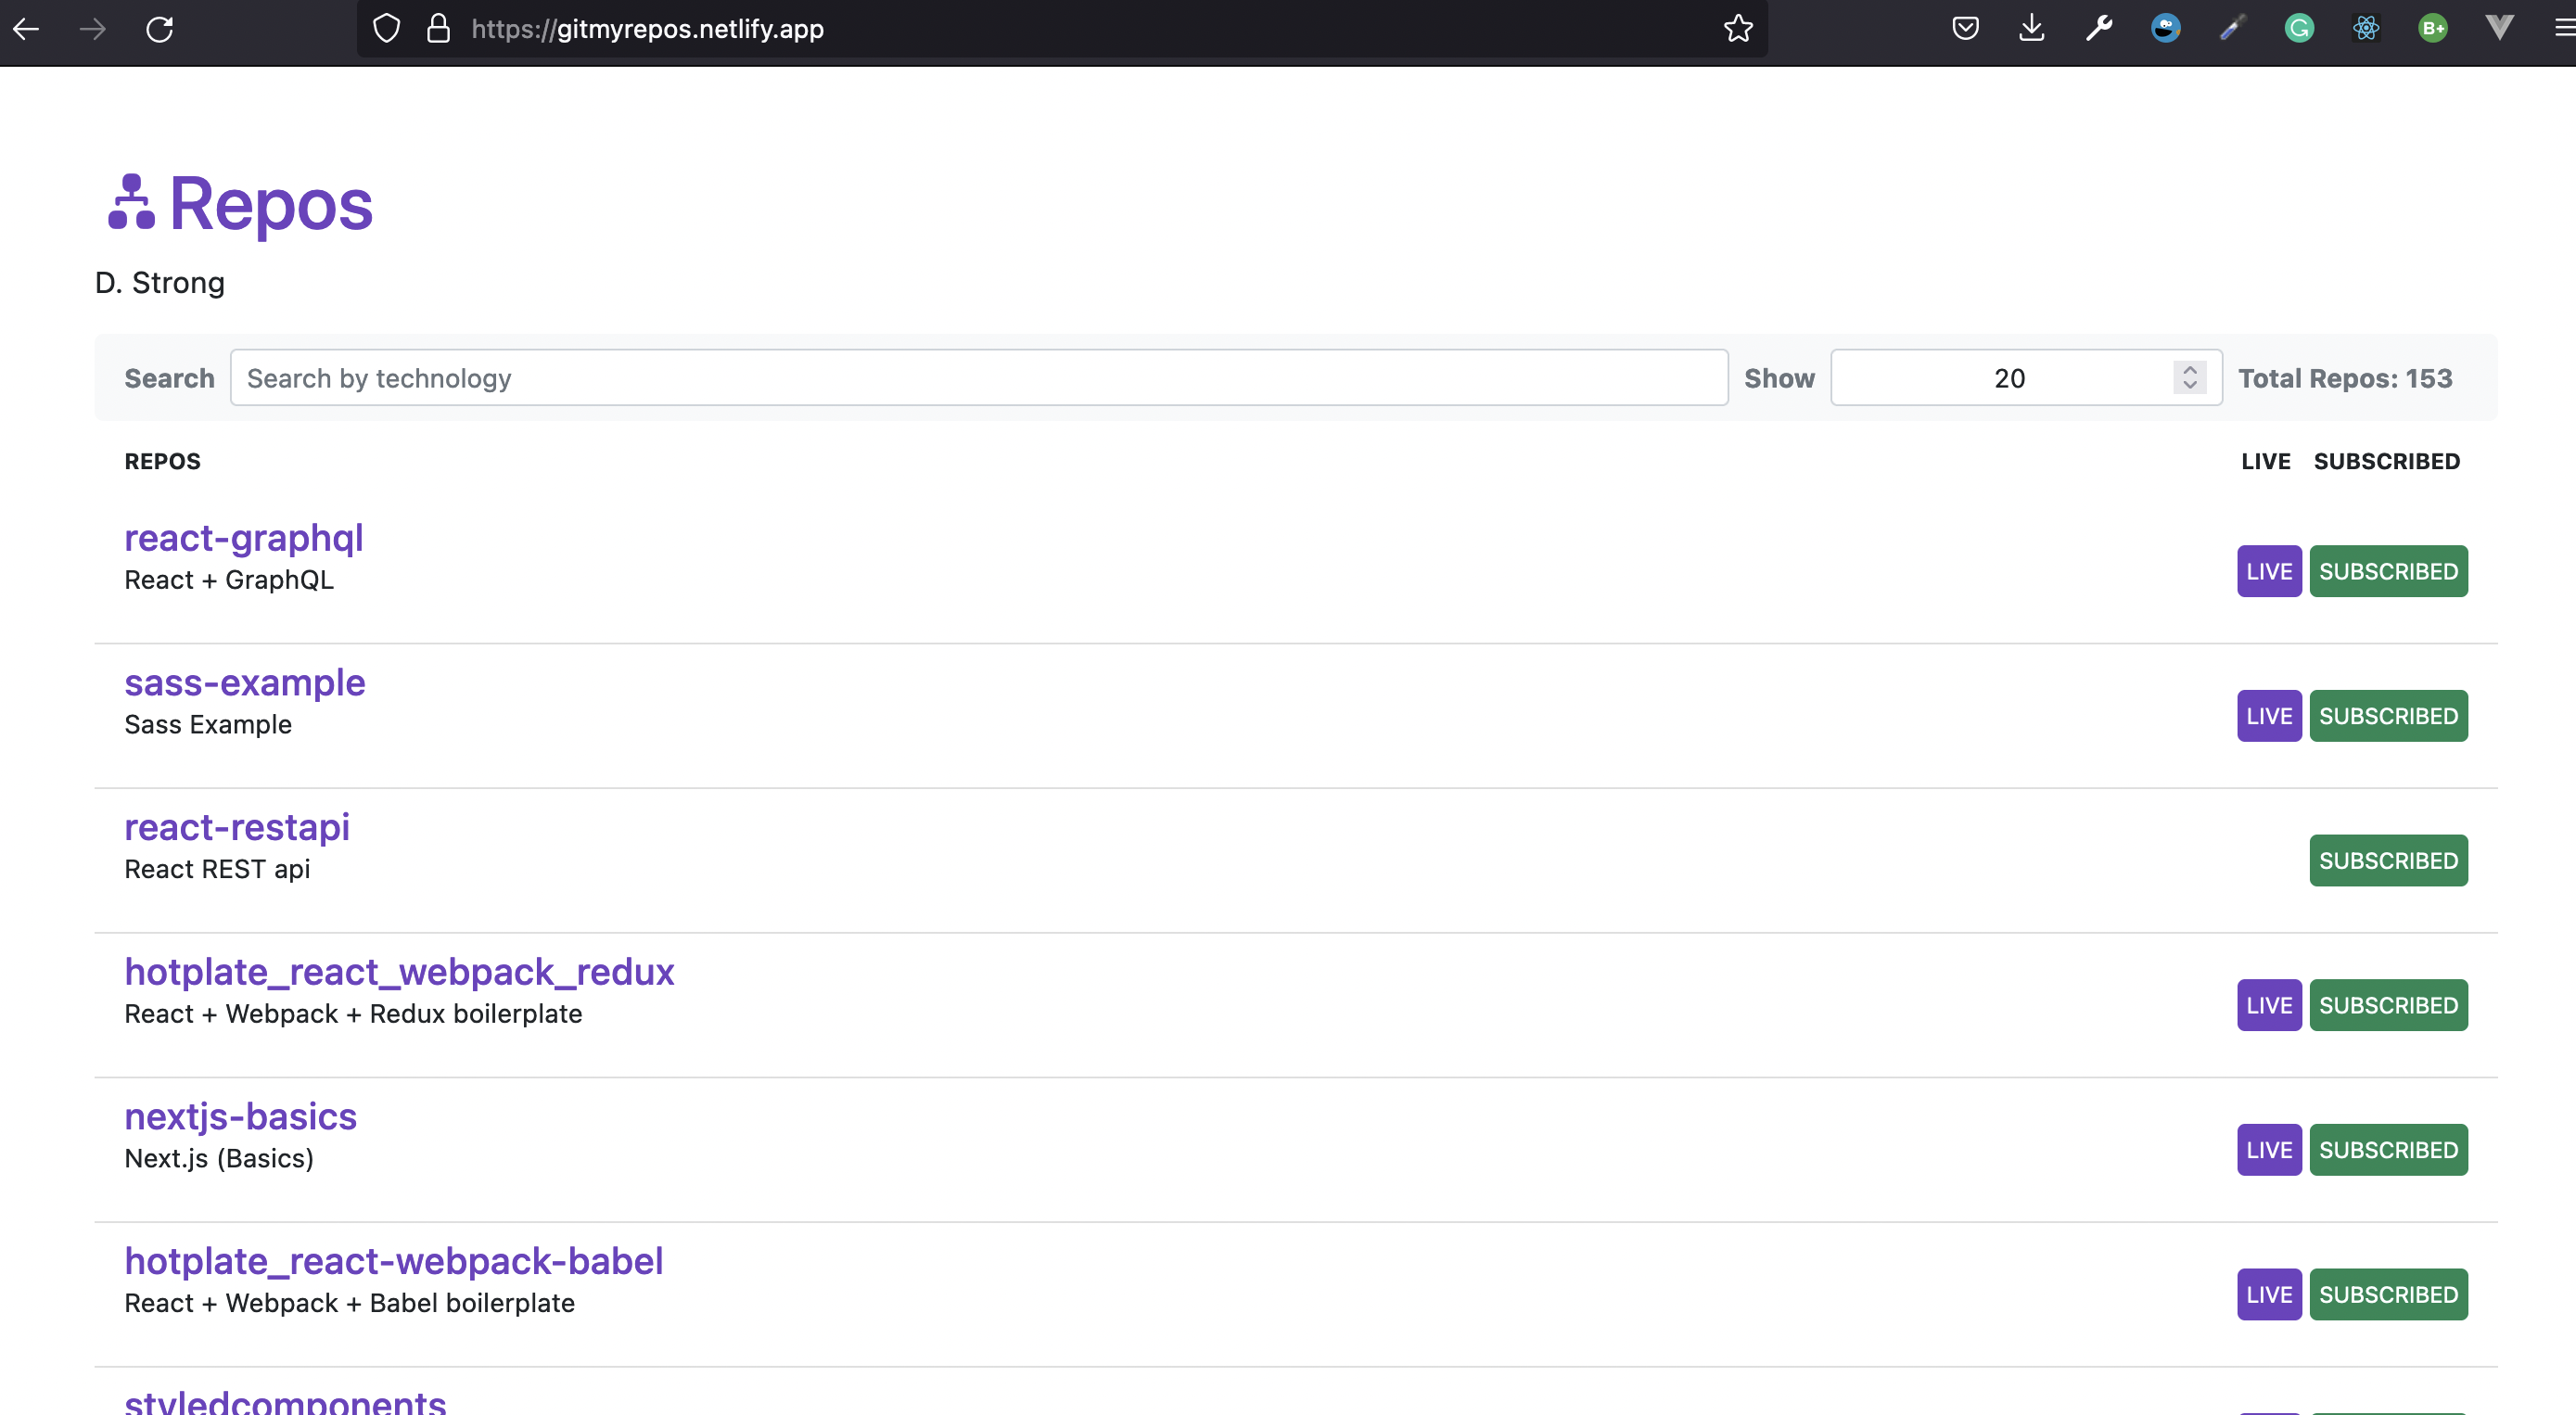 https://gitmyrepos.netlify.app
B+
Repos
D. Strong
Search Search by technology Show 20 Total Repos: 153
REPOS LIVE SUBSCRIBED
react-graphql
React + GraphQL
LIVE SUBSCRIBED
sass-example
Sass Example
LIVE SUBSCRIBED
react-restapi
React REST api
SUBSCRIBED
hotplate_react_webpack_redux
React + Webpack + Redux boilerplate
LIVE SUBSCRIBED
nextjs-basics
Next.js (Basics)
LIVE SUBSCRIBED
hotplate_react-webpack-babel
React + Webpack + Babel boilerplate
LIVE SUBSCRIBED
styledcomponents